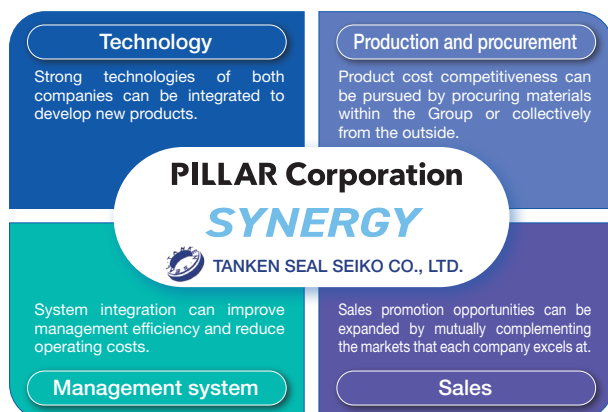 Technology
Strong technologies of both
companies can be integrated to
develop new products.
Production and procurement
Product cost competitiveness can
be pursued by procuring materials
within the Group or collectively
from the outside.
PILLAR Corporation
SYNERGY
TANKEN SEAL SEIKO CO., LTD.
System integration can improve
management efficiency and reduce
operating costs.
Management system
Sales promotion opportunities can be
expanded by mutually complementing
the markets that each company excels at.
Sales